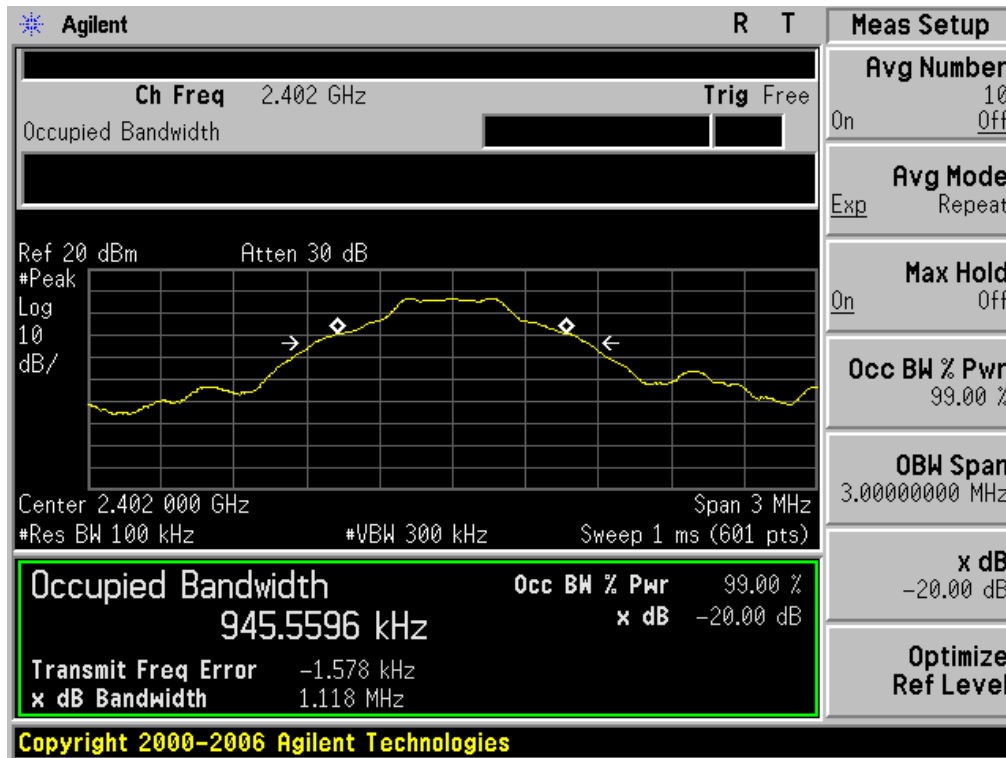 Agilent R T
Ch Freq 2.402 GHz Trig Free
Occupied Bandwidth
Ref 20 dBm Atten 30 dB
#Peak
Log
10
dB/
Center 2.402 000 GHz Span 3 MHz
#Res BW 100 kHz #VBW 300 kHz Sweep 1 ms (601 pts)
Occupied Bandwidth
945.5596 kHz
Occ BW % Pwr 99.00 %
x dB -20.00 dB
Transmit Freq Error -1.578 kHz
x dB Bandwidth 1.118 MHz
Copyright 2000-2006 Agilent Technologies
Meas Setup
Avg Number
10
On Off
Avg Mode
Exp Repeat
Max Hold
On Off
Occ BW % Pwr
99.00 %
OBW Span
3.00000000 MHz
x dB
-20.00 dB
Optimize
Ref Level